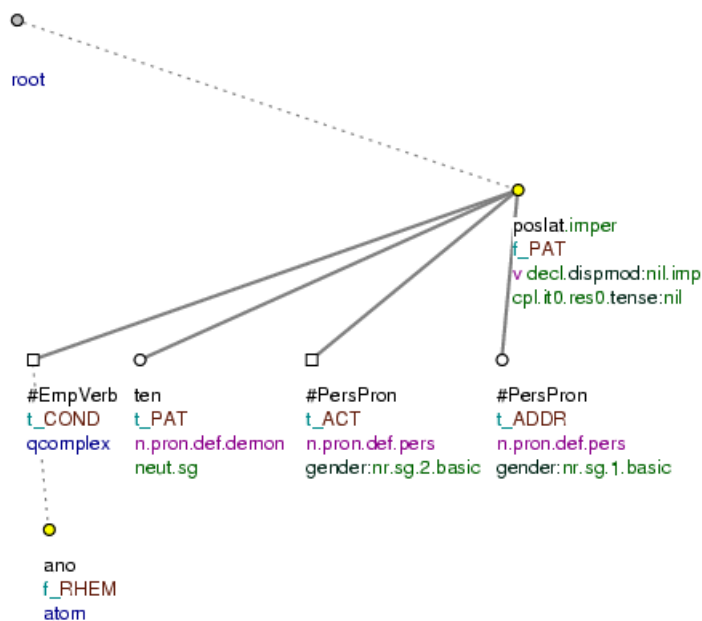 root
poslat.imper
f_PAT
v decl.dispmod:nil.imp
cpl.it0.res0.tense:nil
#EmpVerb
t_COND
qcomplex
ten
t_PAT
n.pron.def.demon
neut.sg
#PersPron
t_ACT
n.pron.def.pers
gender:nr.sg.2.basic
#PersPron
t_ADDR
n.pron.def.pers
gender:nr.sg.1.basic
ano
f_RHEM
atom